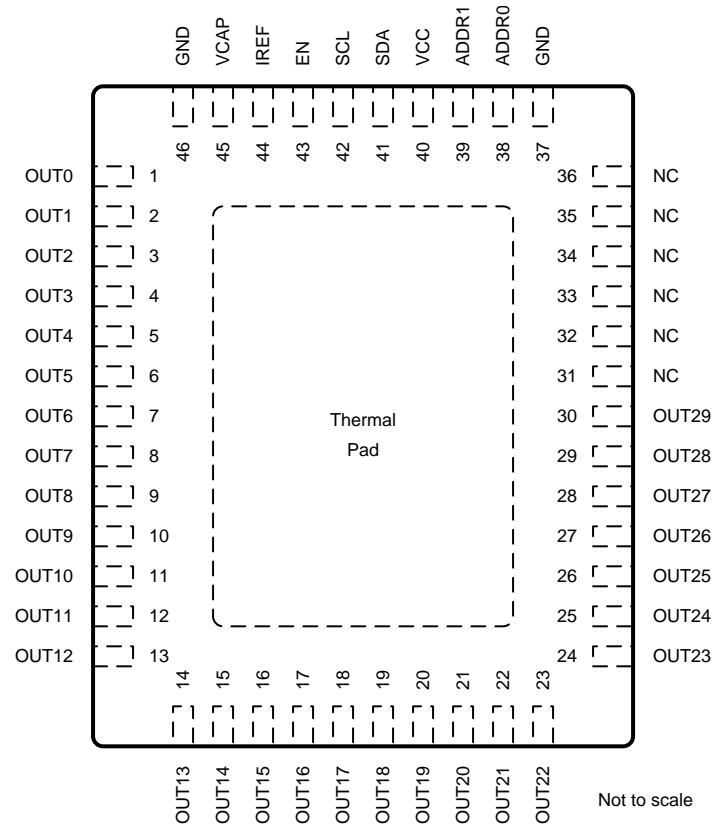 GND VCAP IREF EN SCL SDA VCC ADDR1 ADDR0 GND
46 45 44 43 42 41 40 39 38 37
OUT0 1 36 NC
OUT1 2 35 NC
OUT2 3 34 NC
OUT3 4 33 NC
OUT4 5 32 NC
OUT5 6 31 NC
OUT6 7 30 OUT29
OUT7 8 29 OUT28
OUT8 9 28 OUT27
OUT9 10 27 OUT26
OUT10 11 26 OUT25
OUT11 12 25 OUT24
OUT12 13 24 OUT23
Thermal
Pad
14 15 16 17 18 19 20 21 22 23
OUT13 OUT14 OUT15 OUT16 OUT17 OUT18 OUT19 OUT20 OUT21 OUT22
Not to scale